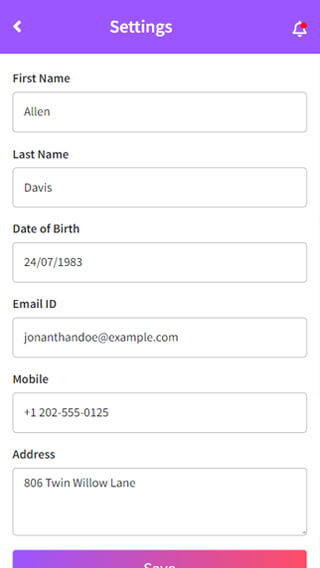 Settings
First Name
Allen
Last Name
Davis
Date of Birth
24/07/1983
Email ID
jonanthandoe@example.com
Mobile
+1 202-555-0125
Address
806 Twin Willow Lane
Save